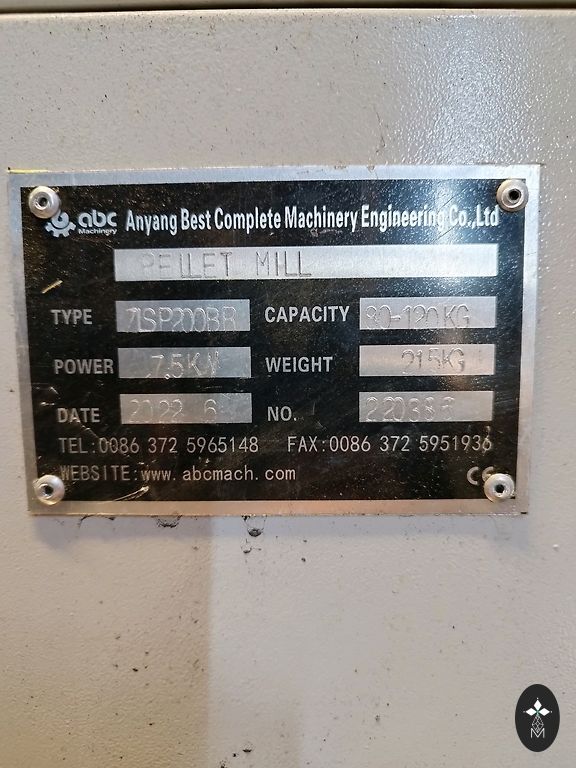 abc Machinery Anyang Best Complete Machinery Engineering Co.,Ltd
PELLET MILL
TYPE ZLSP200BR CAPACITY 80-120KG
POWER 7.5KW WEIGHT 215KG
DATE 2022 6 NO.
TEL:0086 372 5965148 FAX:0086 372 5951936
WEBSITE:www.abcmach.com CE
M